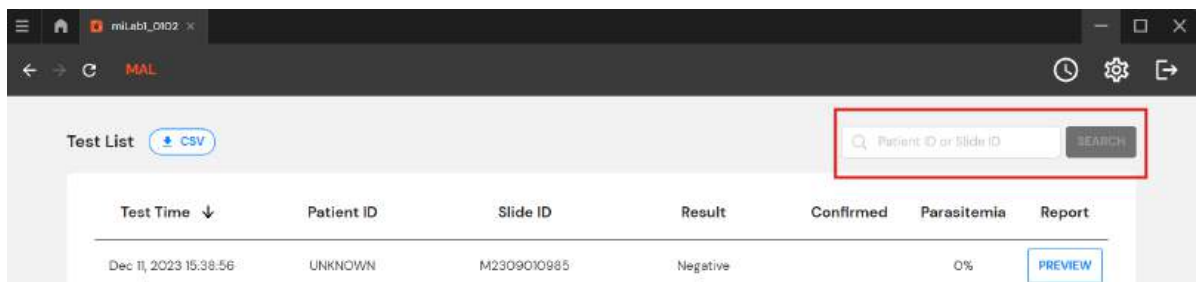 miLab1_0102
MAL
Test List CSV Patient ID or Slide ID SEARCH
Test Time Patient ID Slide ID Result Confirmed Parasitemia Report
Dec 11, 2023 15:38:56 UNKNOWN M2309010985 Negative 0% PREVIEW